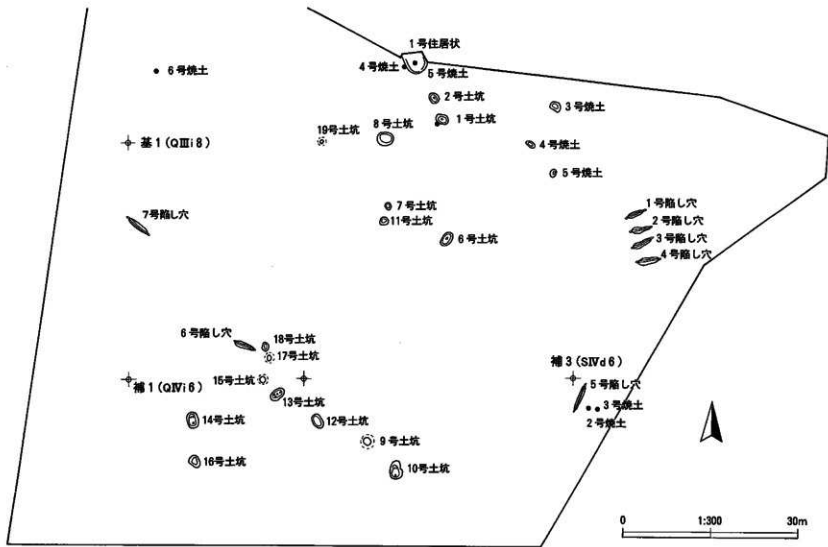 1号住居状
4号焼土
5号焼土
6号焼土
2号土坑
1号土坑
3号焼土
8号土坑
19号土坑
4号焼土
基1(QⅢi8)
5号焼土
7号土坑
11号土坑
6号土坑
1号陥し穴
2号陥し穴
3号陥し穴
4号陥し穴
7号陥し穴
6号陥し穴
18号土坑
17号土坑
15号土坑
補1(QⅣi6)
13号土坑
補3(SⅣd6)
5号陥し穴
3号焼土
2号焼土
14号土坑
12号土坑
9号土坑
16号土坑
10号土坑
0 1:300 30m